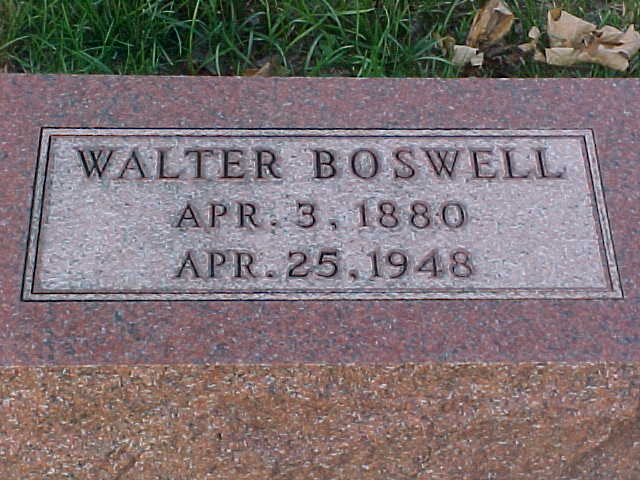 WALTER BOSWELL
APR. 3, 1880
APR. 25, 1948